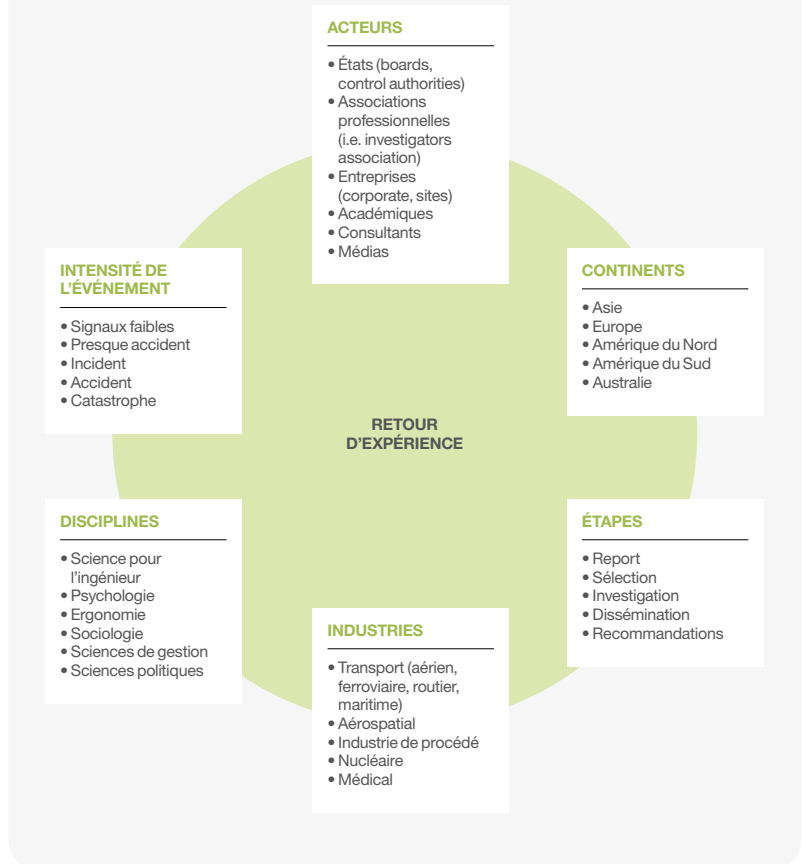 ACTEURS
• États (boards,
control authorities)
• Associations
professionnelles
(i.e. investigators
association)
• Entreprises
(corporate, sites)
• Académiques
• Consultants
• Médias
INTENSITÉ DE
L’ÉVÉNEMENT
• Signaux faibles
• Presque accident
• Incident
• Accident
• Catastrophe
CONTINENTS
• Asie
• Europe
• Amérique du Nord
• Amérique du Sud
• Australie
RETOUR
D’EXPÉRIENCE
DISCIPLINES
• Science pour
l’ingénieur
• Psychologie
• Ergonomie
• Sociologie
• Sciences de gestion
• Sciences politiques
ÉTAPES
• Report
• Sélection
• Investigation
• Dissémination
• Recommandations
INDUSTRIES
• Transport (aérien,
ferroviaire, routier,
maritime)
• Aérospatial
• Industrie de procédé
• Nucléaire
• Médical